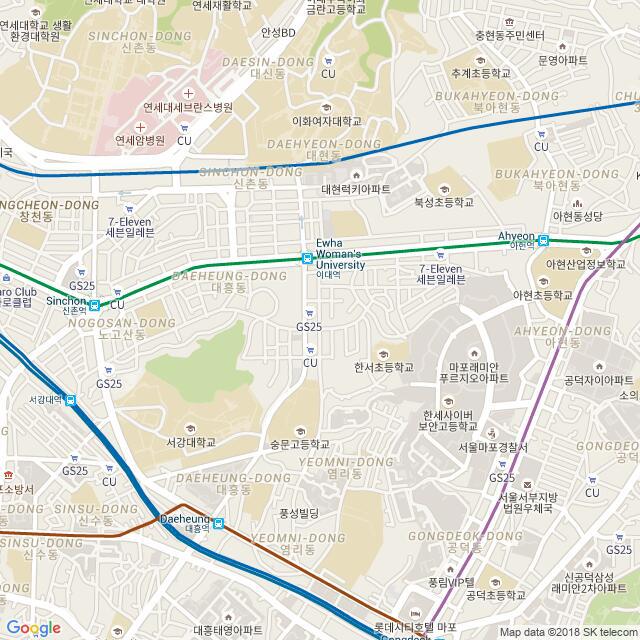 연세대학교 생활
환경대학원
연세재활학교
금란고등학교
안성BD
SINCHON-DONG
신촌동
DAESIN-DONG
대신동
CU
충현동주민센터
문영아파트
추계초등학교
BUKAHYEON-DONG
북아현동
연세대세브란스병원
연세암병원
CU
이화여자대학교
DAEHYEON-DONG
대현동
CU
SINCHON-DONG
신촌동
대현럭키아파트
북성초등학교
BUKAHYEON-DONG
북아현동
아현동성당
CHANGCHEON-DONG
창천동
7-Eleven
세븐일레븐
Ewha
Woman's
University
이대역
Ahyeon
아현역
아현산업정보학교
7-Eleven
세븐일레븐
GS25
DAEHEUNG-DONG
대흥동
Sinchon
신촌역
CU
NOGOSAN-DONG
노고산동
아현초등학교
AHYEON-DONG
아현동
GS25
CU
한서초등학교
마포래미안
푸르지오아파트
공덕자이아파트
GS25
서강대역
서강대학교
숭문고등학교
한세사이버
보안고등학교
서울마포경찰서
GONGDEOK-DONG
공덕동
YEOMNI-DONG
염리동
GS25
CU
GS25
CU
DAEHEUNG-DONG
대흥동
서울서부지방
법원우체국
SINSU-DONG
신수동
풍성빌딩
Daeheung
대흥역
SINSU-DONG
신수동
YEOMNI-DONG
염리동
GONGDEOK-DONG
공덕동
GS25
풍림VIP텔
공덕초등학교
신공덕삼성
래미안2차아파트
롯데시티호텔 마포
대흥태영아파트
Google
Map data ©2018 SK telecom